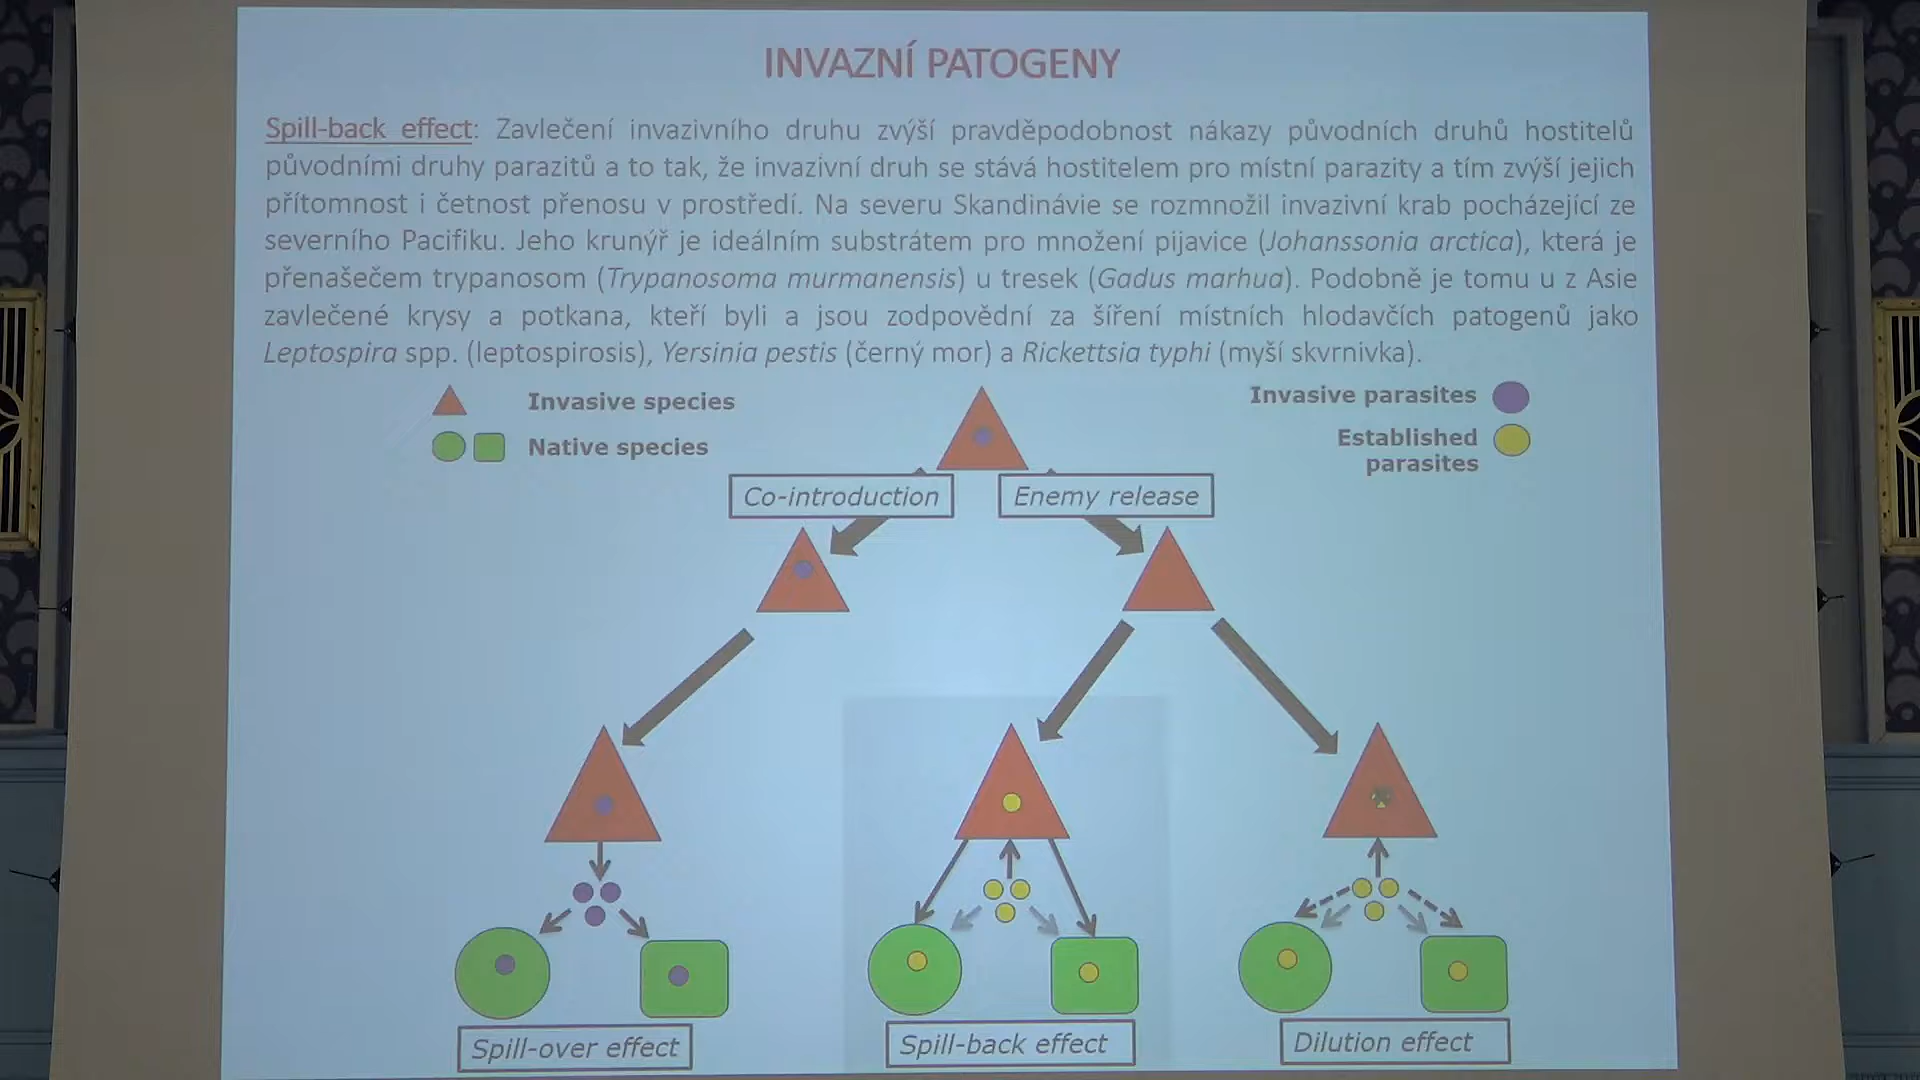 INVAZNÍ PATOGENY
Spill-back effect: Zavlečení invazivního druhu zvýší pravděpodobnost nákazy původních druhů hostitelů
původními druhy parazitů a to tak, že invazivní druh se stává hostitelem pro místní parazity a tím zvýší jejich
přítomnost i četnost přenosu v prostředí. Na severu Skandinávie se rozmnožil invazivní krab pocházející ze
severního Pacifiku. Jeho krunýř je ideálním substrátem pro množení pijavice (Johanssonia arctica), která je
přenašečem trypanosom (Trypanosoma murmanensis) u tresek (Gadus marhua). Podobně je tomu u z Asie
zavlečené krysy a potkana, kteří byli a jsou zodpovědní za šíření místních hlodavčích patogenů jako
Leptospira spp. (leptospirosis), Yersinia pestis (černý mor) a Rickettsia typhi (myší skvrnivka).
Invasive species
Native species
Invasive parasites
Established
parasites
Co-introduction
Enemy release
Spill-over effect
Spill-back effect
Dilution effect